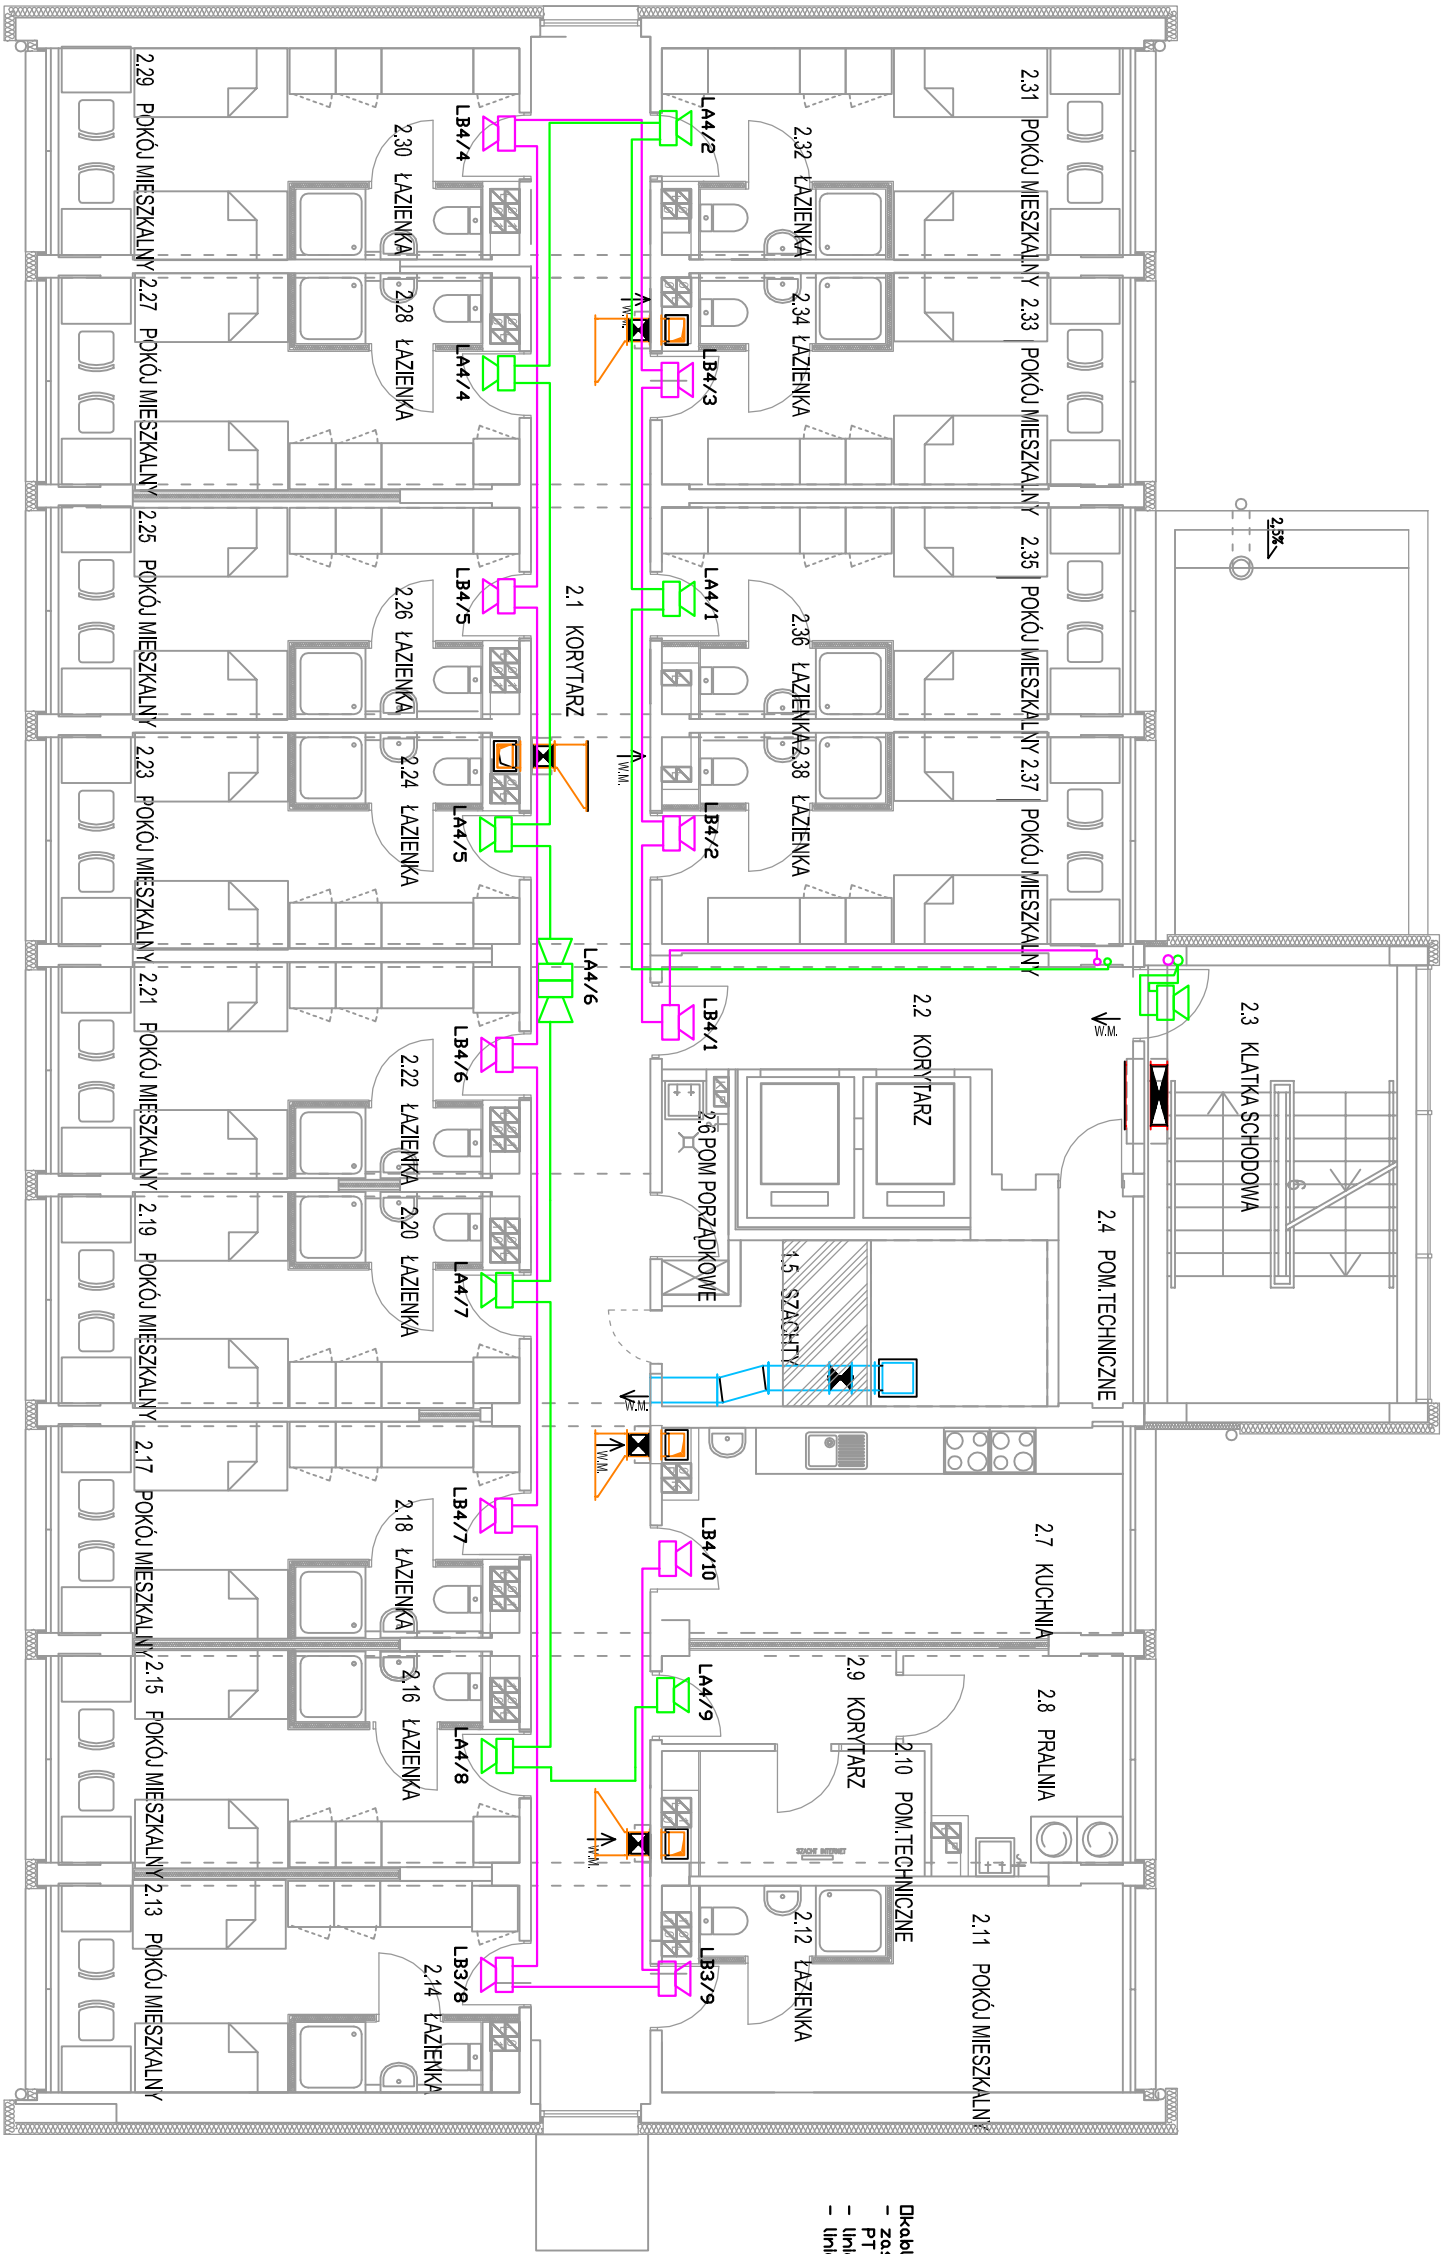 2.29 POKÓJ MIESZKALNY
2.27 POKÓJ MIESZKALNY
2.25 POKÓJ MIESZKALNY
2.23 POKÓJ MIESZKALNY
2.21 POKÓJ MIESZKALNY
2.19 POKÓJ MIESZKALNY
2.17 POKÓJ MIESZKALNY
2.15 POKÓJ MIESZKALNY
2.13 POKÓJ MIESZKALNY
2.30 ŁAZIENKA
2.28 ŁAZIENKA
2.26 ŁAZIENKA
2.24 ŁAZIENKA
2.22 ŁAZIENKA
2.20 ŁAZIENKA
2.18 ŁAZIENKA
2.16 ŁAZIENKA
2.14 ŁAZIENKA
LB4/4
LA4/4
LB4/5
LA4/5
LB4/6
LA4/7
LB4/7
LA4/8
LB3/8
2.1 KORYTARZ
LA4/6
W.M.
W.M.
W.M.
W.M.
W.M.
W.M.
LA4/2
LB4/3
LA4/1
LB4/2
LB4/1
LB4/10
LA4/9
LB3/9
2.32 ŁAZIENKA
2.34 ŁAZIENKA
2.36 ŁAZIENKA
2.38 ŁAZIENKA
2.6 POM PORZĄDKOWE
1.5 SZACHTY
2.12 ŁAZIENKA
SZACHT INTERNET
2.9 KORYTARZ
2.10 POM.TECHNICZNE
2.2 KORYTARZ
2.31 POKÓJ MIESZKALNY
2.33 POKÓJ MIESZKALNY
2.35 POKÓJ MIESZKALNY
2.37 POKÓJ MIESZKALNY
2.7 KUCHNIA
2.8 PRALNIA
2.11 POKÓJ MIESZKALNY
2.4 POM.TECHNICZNE
2.3 KLATKA SCHODOWA
9
2,5%
Okabl
- zas
PT
- lini
- lini